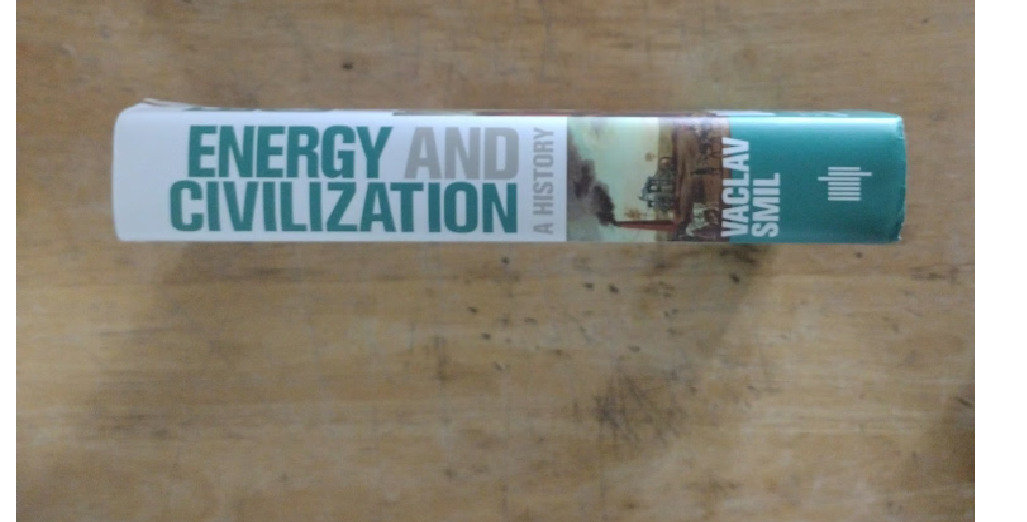 ENERGY AND
CIVILIZATION
A HISTORY
VACLAV
SMIL